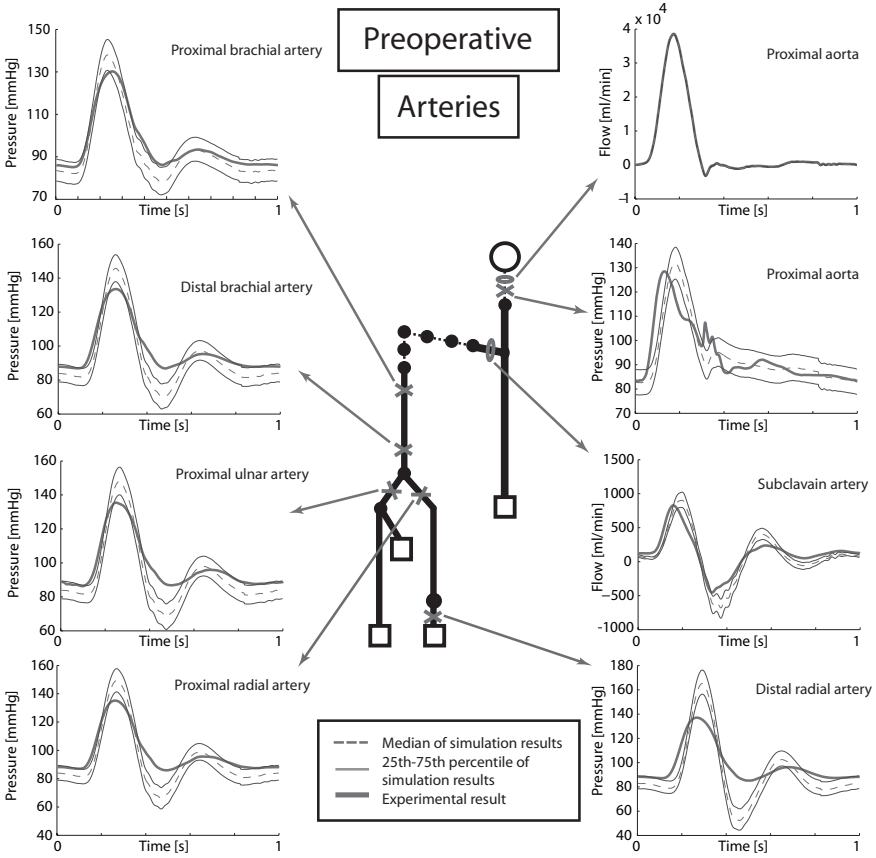 Preoperative
Arteries
Proximal brachial artery
Pressure [mmHg]
150
130
110
90
70
0
Time [s]
1
Distal brachial artery
Pressure [mmHg]
160
140
120
100
80
60
0
Time [s]
1
Proximal ulnar artery
Pressure [mmHg]
160
140
120
100
80
60
0
Time [s]
1
Proximal radial artery
Pressure [mmHg]
160
140
120
100
80
60
40
0
Time [s]
1
Proximal aorta
Flow [ml/min]
x 10⁴
4
3
2
1
0
−1
0
Time [s]
1
Proximal aorta
Pressure [mmHg]
140
130
120
110
100
90
80
70
0
Time [s]
1
Subclavain artery
Flow [ml/min]
1500
1000
500
0
−500
-1000
0
Time [s]
1
Distal radial artery
Pressure [mmHg]
180
160
140
120
100
80
60
40
0
Time [s]
1
Median of simulation results
25th-75th percentile of
simulation results
Experimental result